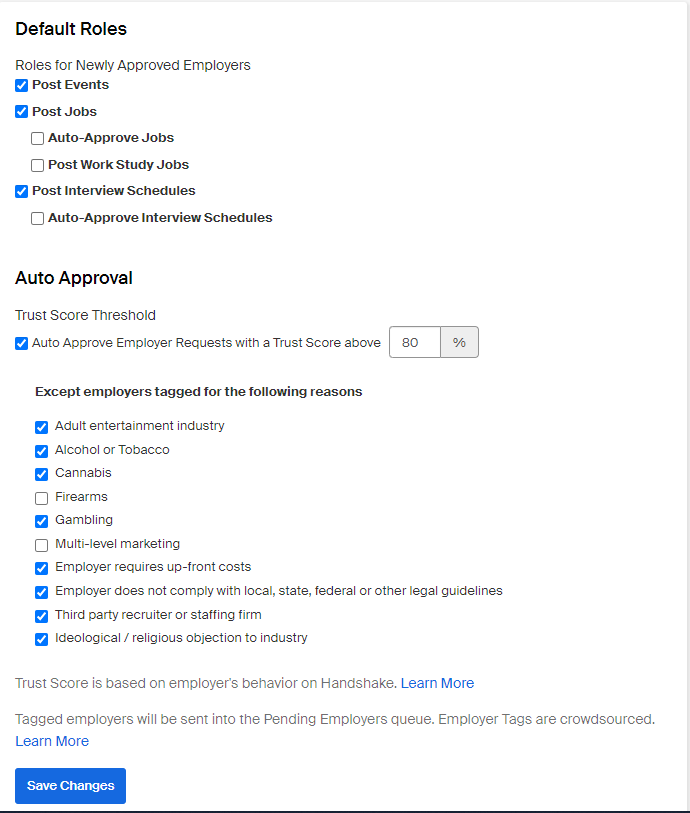 Default Roles
Roles for Newly Approved Employers
Post Events
Post Jobs
Auto-Approve Jobs
Post Work Study Jobs
Post Interview Schedules
Auto-Approve Interview Schedules
Auto Approval
Trust Score Threshold
Auto Approve Employer Requests with a Trust Score above 80 %
Except employers tagged for the following reasons
Adult entertainment industry
Alcohol or Tobacco
Cannabis
Firearms
Gambling
Multi-level marketing
Employer requires up-front costs
Employer does not comply with local, state, federal or other legal guidelines
Third party recruiter or staffing firm
Ideological / religious objection to industry
Trust Score is based on employer's behavior on Handshake. Learn More
Tagged employers will be sent into the Pending Employers queue. Employer Tags are crowdsourced.
Learn More
Save Changes